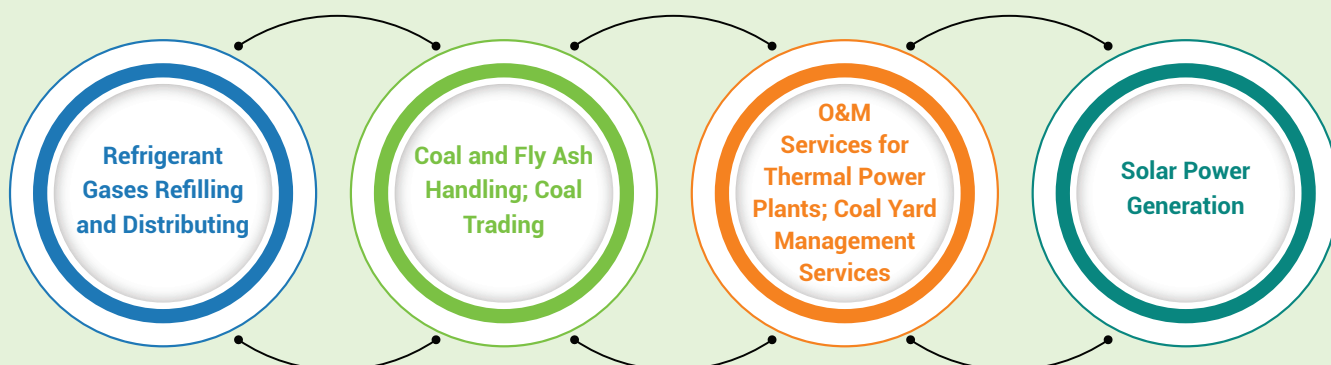 Refrigerant
Gases Refilling
and Distributing
Coal and Fly Ash
Handling; Coal
Trading
O&M
Services for
Thermal Power
Plants; Coal Yard
Management
Services
Solar Power
Generation